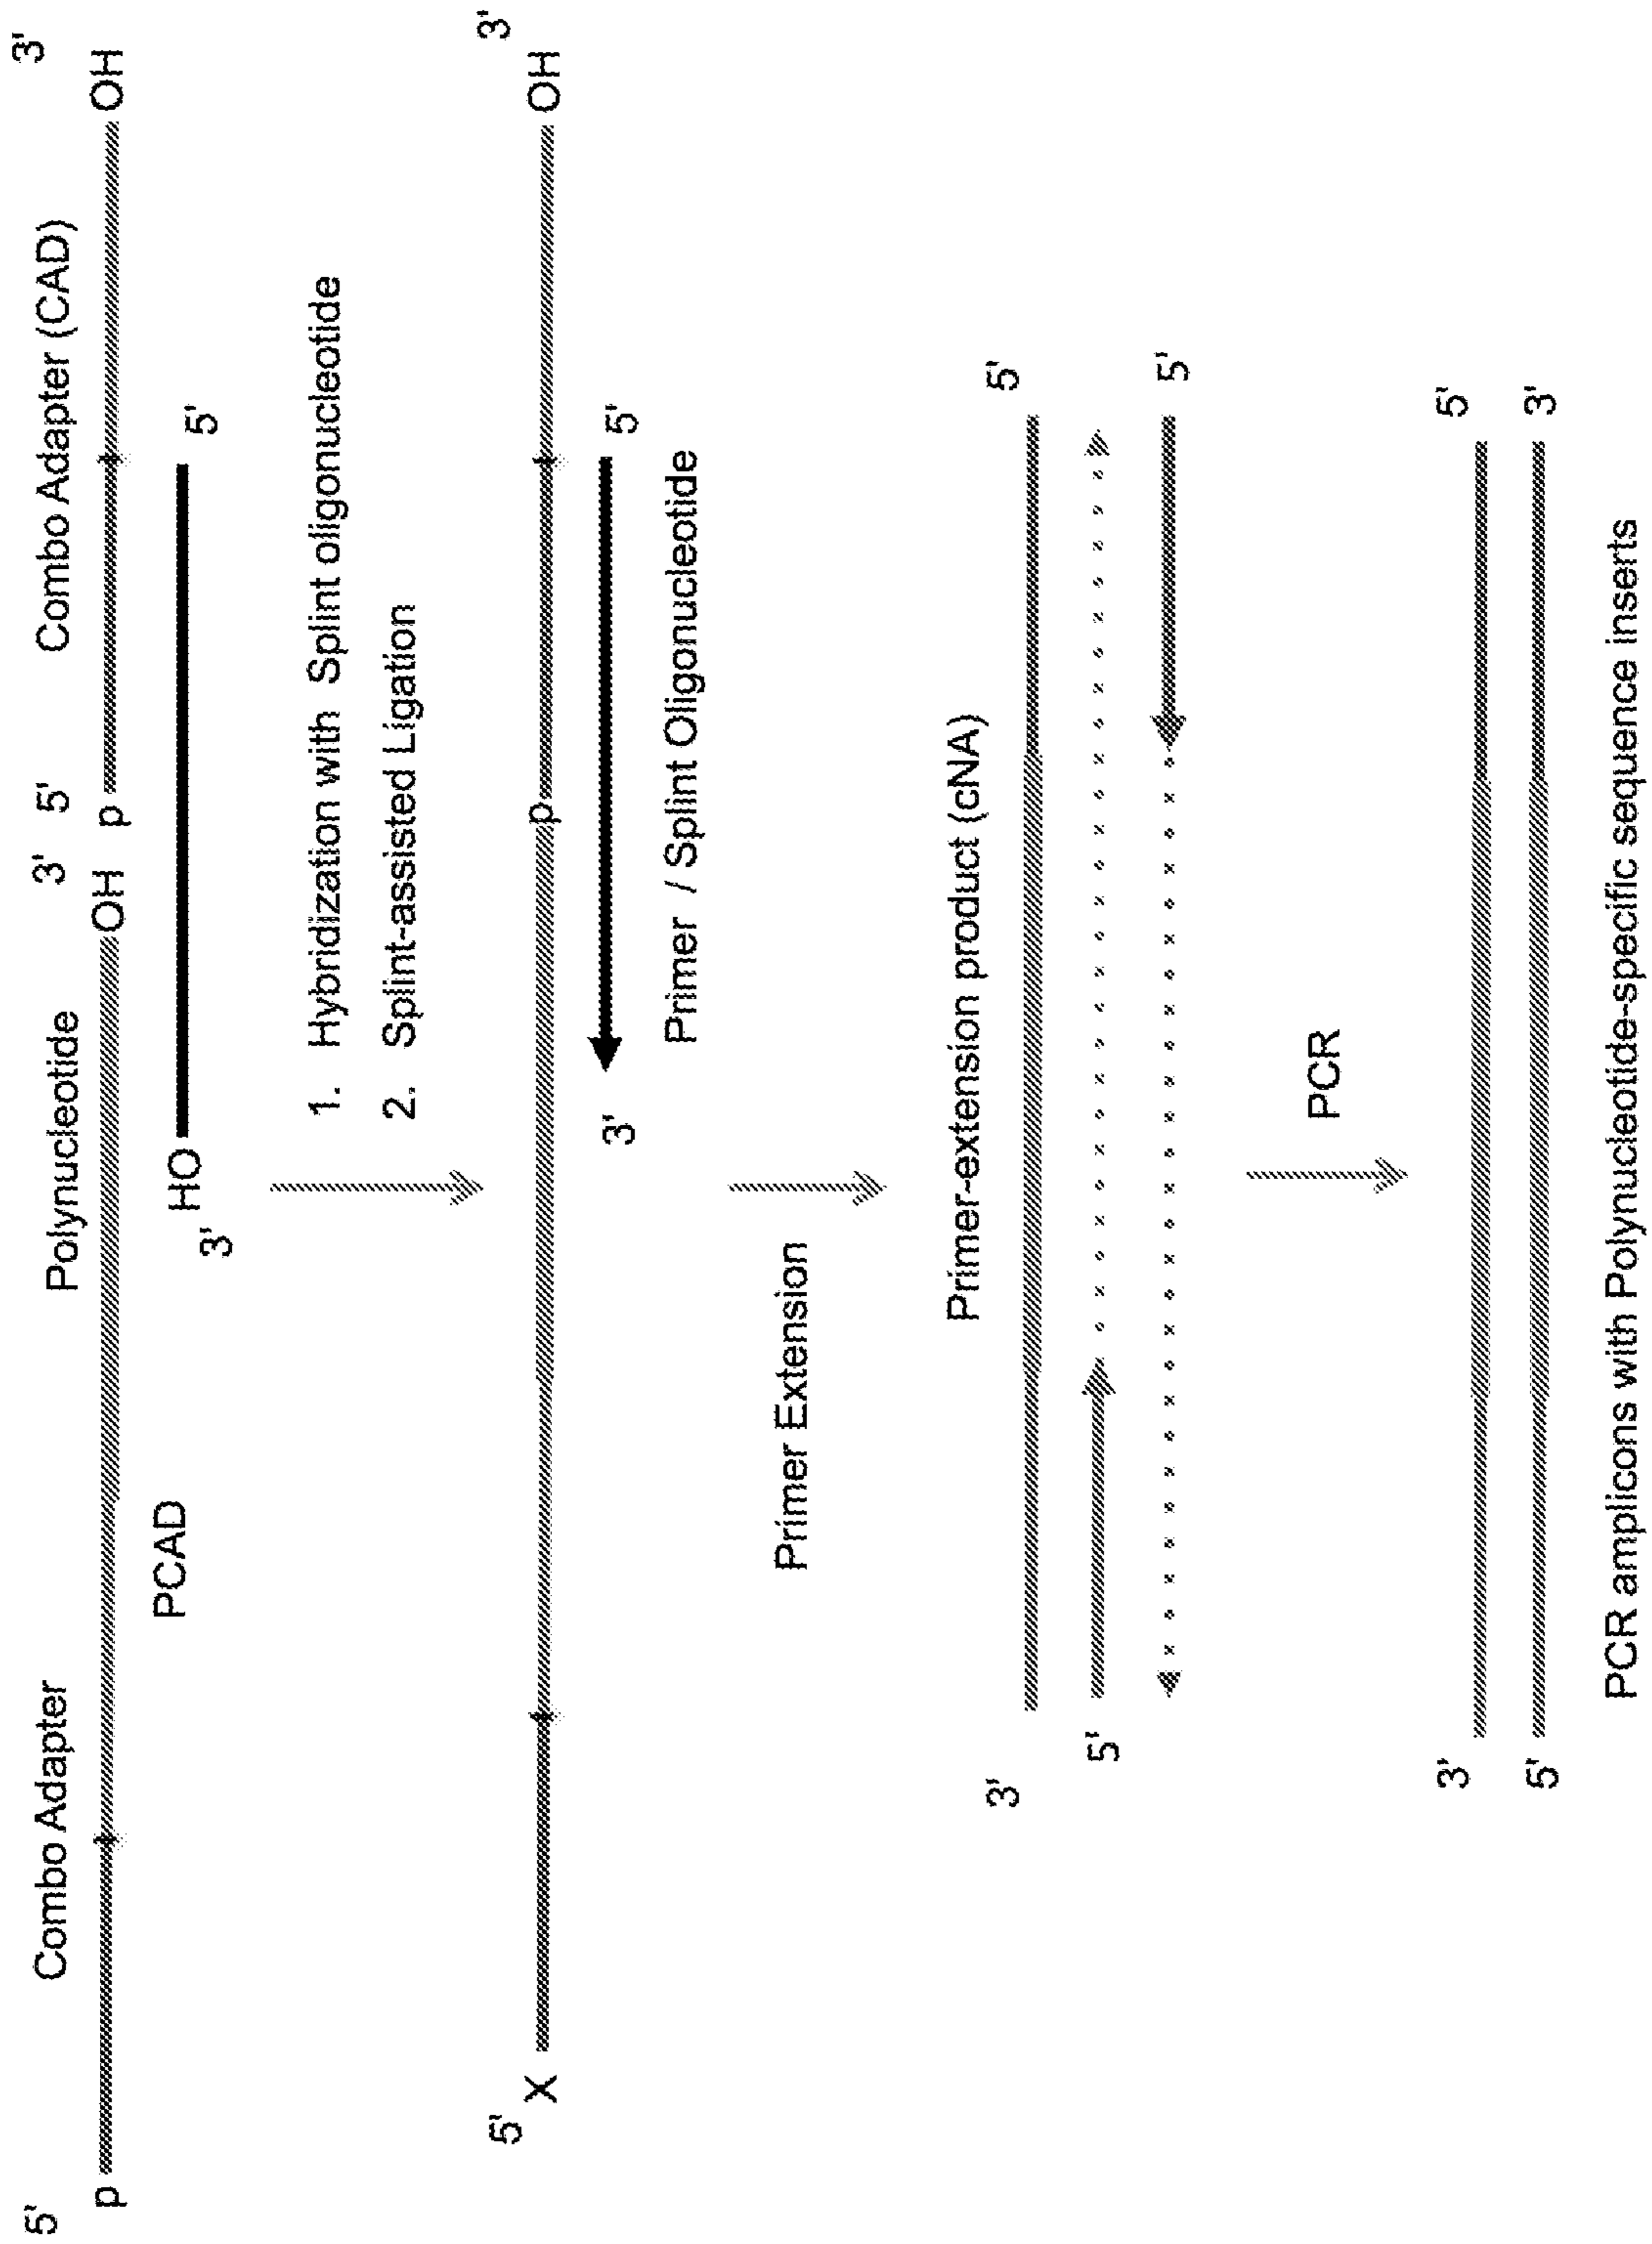 Combo Adapter Polynucleotide Combo Adapter (CAD)
5' 3' 5' 3'
p OH p OH
PCAD
HO
3' 5'
1. Hybridization with Splint oligonucleotide
2. Splint-assisted Ligation
5' 3'
X p OH
3' 5'
Primer / Splint Oligonucleotide
Primer Extension
Primer-extension product (cNA)
3' 5'
5'
5'
PCR
3' 5'
5' 3'
PCR amplicons with Polynucleotide-specific sequence inserts